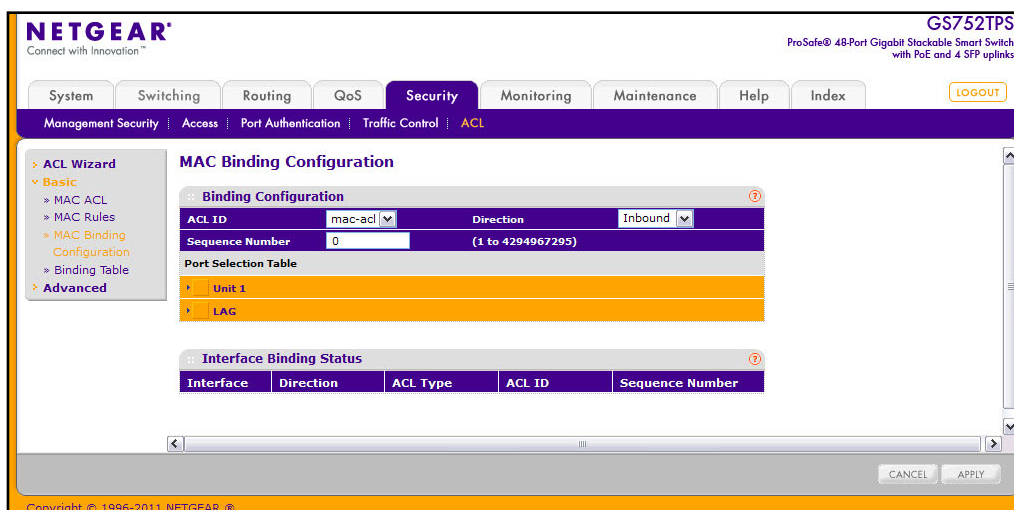 NETGEAR®
Connect with Innovation™
GS752TPS
ProSafe® 48-Port Gigabit Stackable Smart Switch
with PoE and 4 SFP uplinks
System Switching Routing QoS Security Monitoring Maintenance Help Index LOGOUT
Management Security Access Port Authentication Traffic Control ACL
ACL Wizard
Basic
MAC ACL
MAC Rules
MAC Binding
Configuration
Binding Table
Advanced
MAC Binding Configuration
Binding Configuration
ACL ID mac-acl Direction Inbound
Sequence Number 0 (1 to 4294967295)
Port Selection Table
Unit 1
LAG
Interface Binding Status
Interface Direction ACL Type ACL ID Sequence Number
CANCEL APPLY
Copyright © 1996-2011 NETGEAR ®